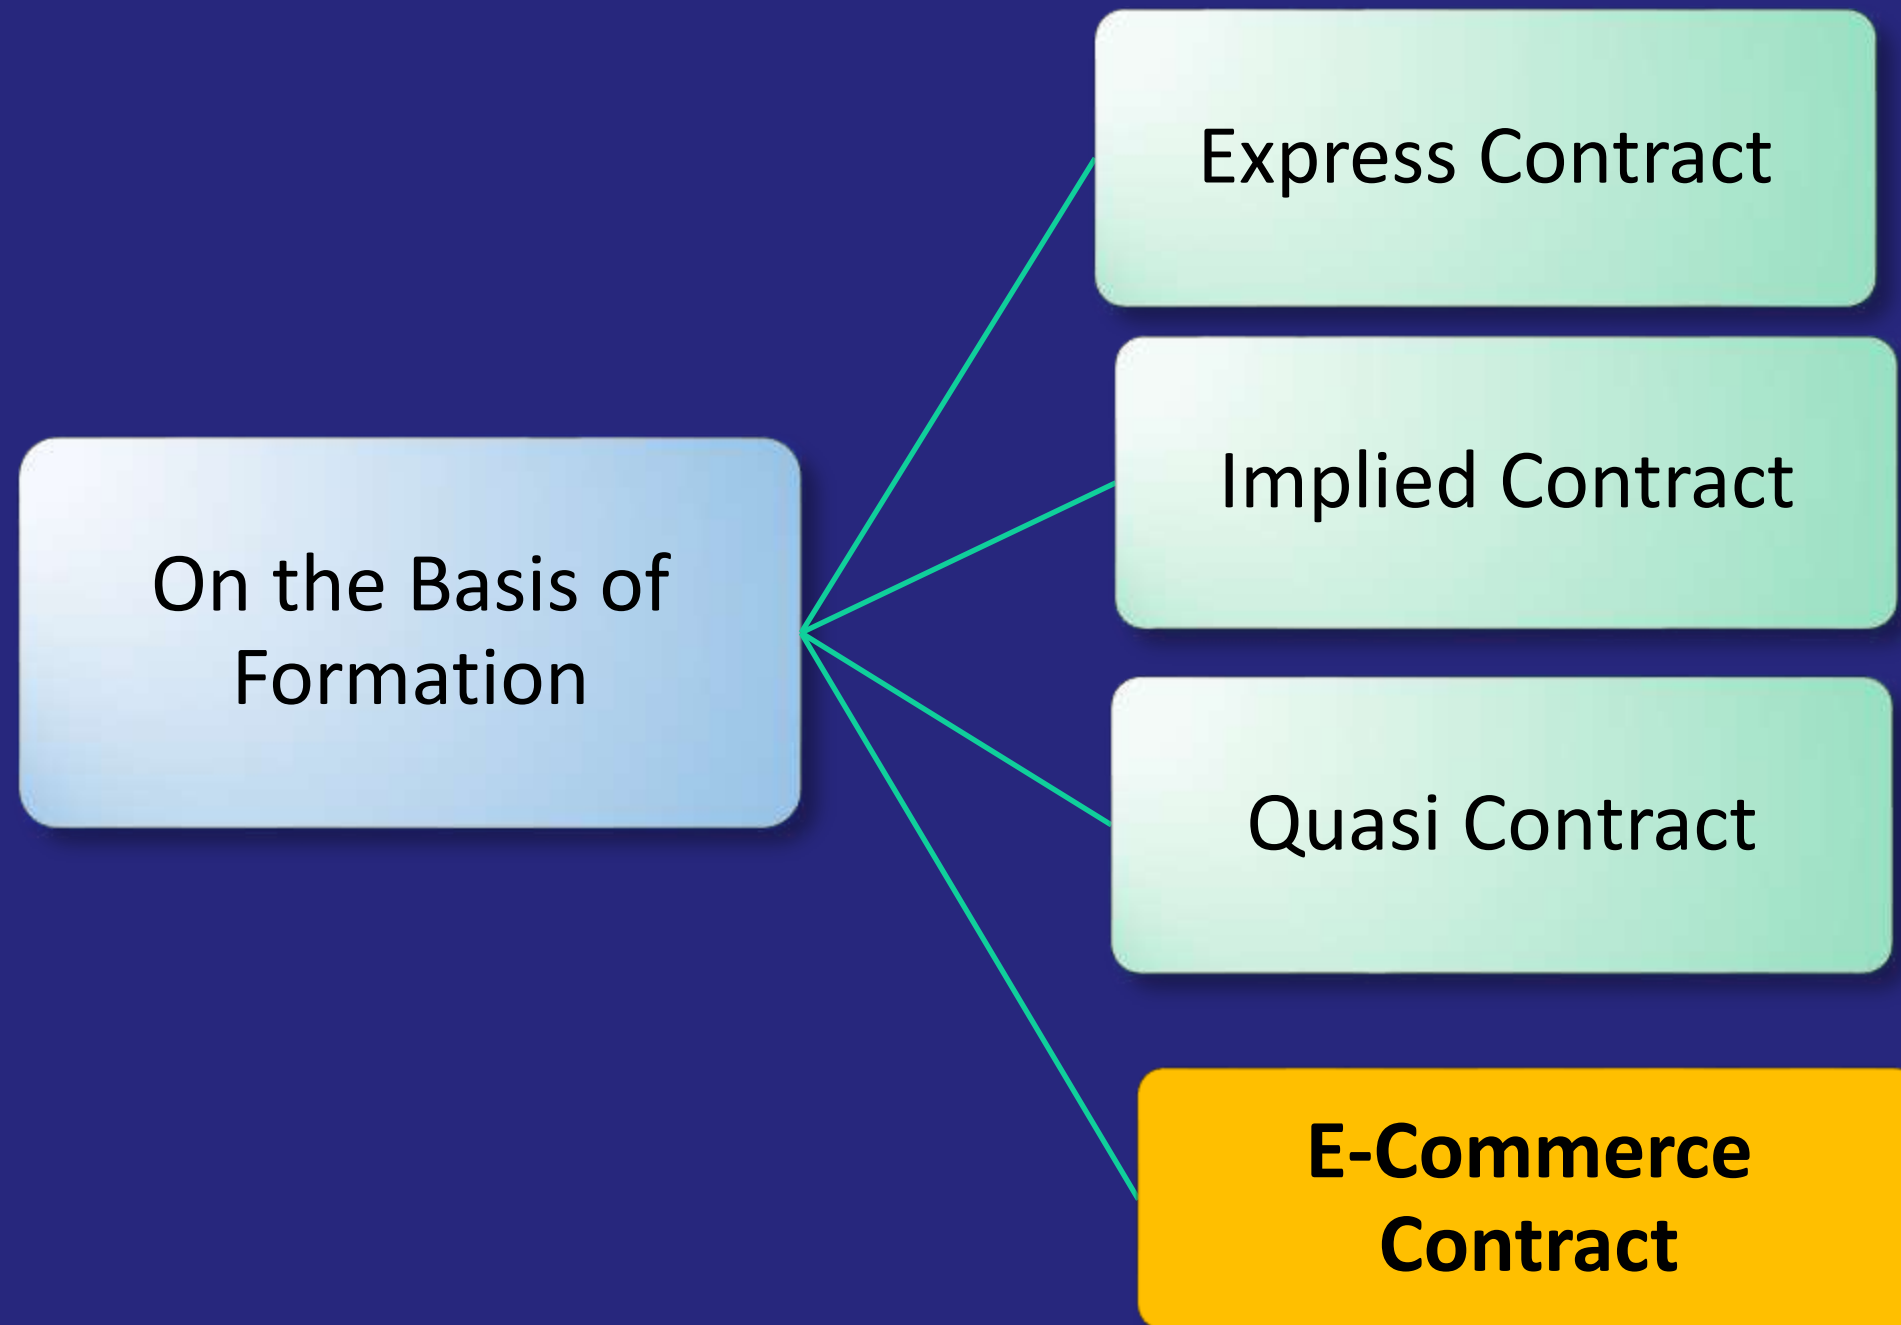 On the Basis of
Formation
Express Contract
Implied Contract
Quasi Contract
E-Commerce
Contract